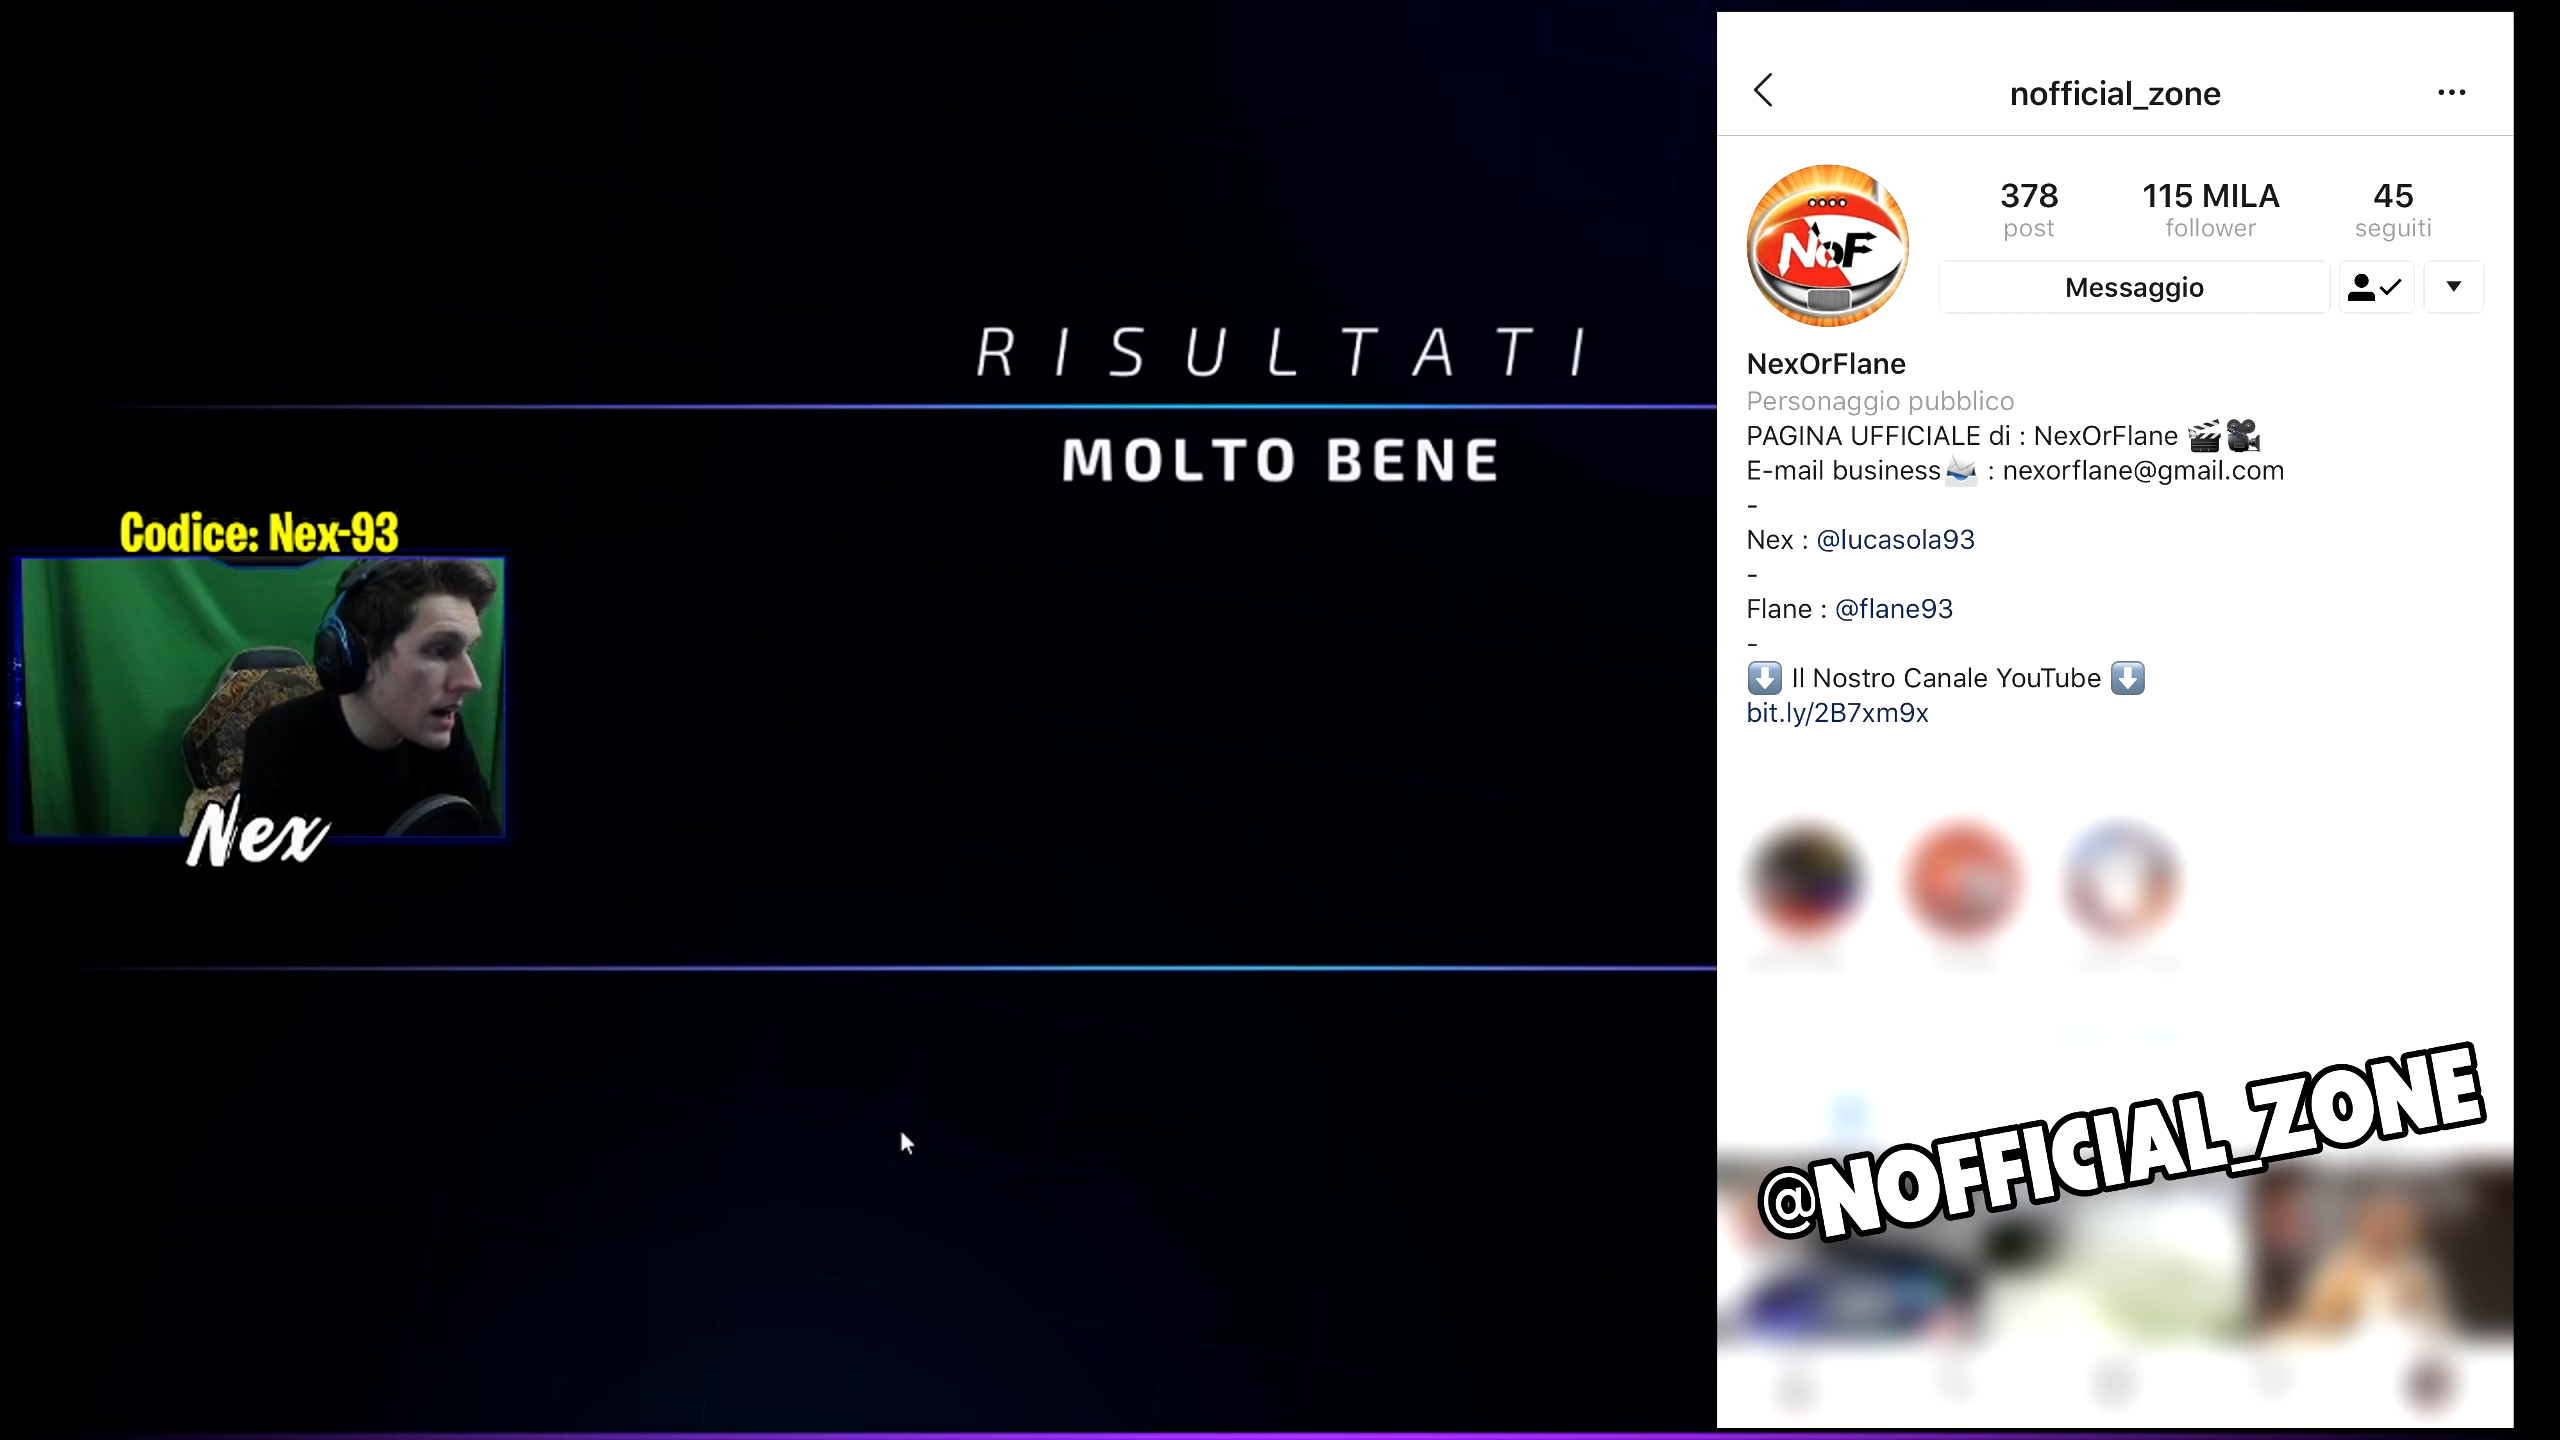 RISULTATI
MOLTO BENE
Codice: Nex-93
Nex
nofficial_zone
NoF
378
post
115 MILA
follower
45
seguiti
Messaggio
NexOrFlane
Personaggio pubblico
PAGINA UFFICIALE di : NexOrFlane 🎬🎥
E-mail business📨 : nexorflane@gmail.com
-
Nex : @lucasola93
-
Flane : @flane93
-
⬇️ Il Nostro Canale YouTube ⬇️
bit.ly/2B7xm9x
@NOFFICIAL_ZONE